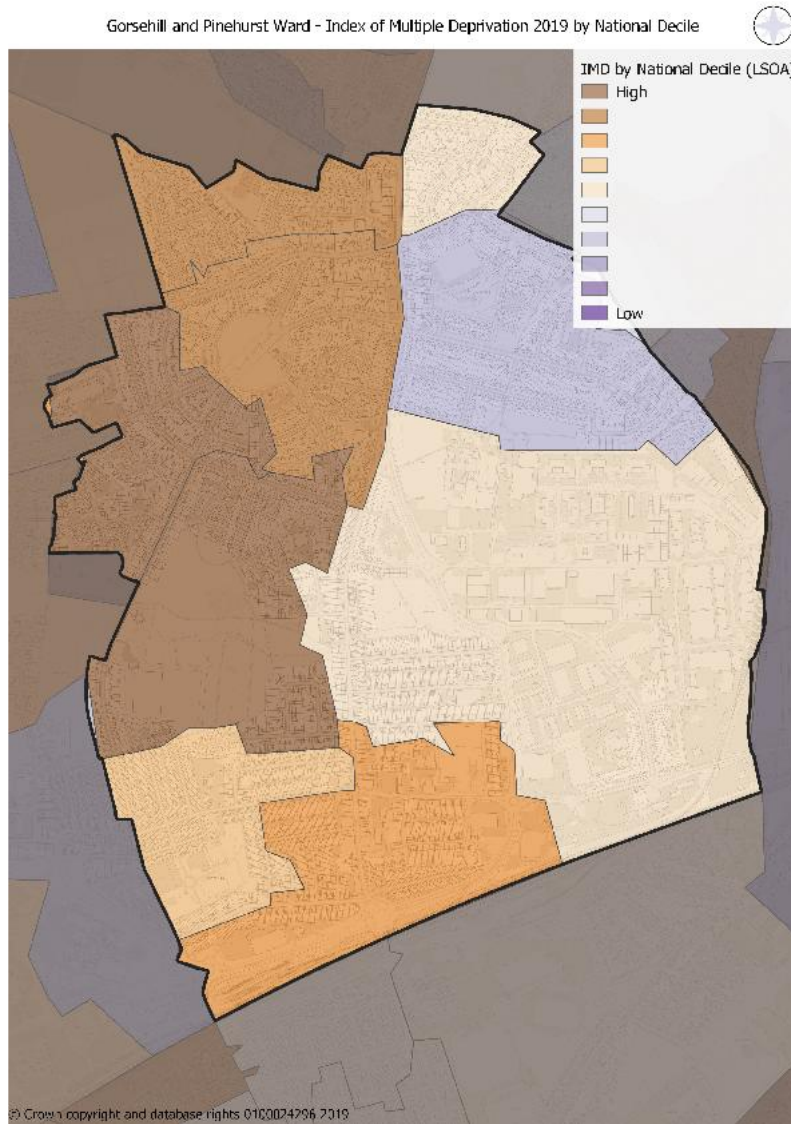 Gorsehill and Pinehurst Ward - Index of Multiple Deprivation 2019 by National Decile
IMD by National Decile (LSOA)
High
Low
© Crown copyright and database rights 0100024296 2019